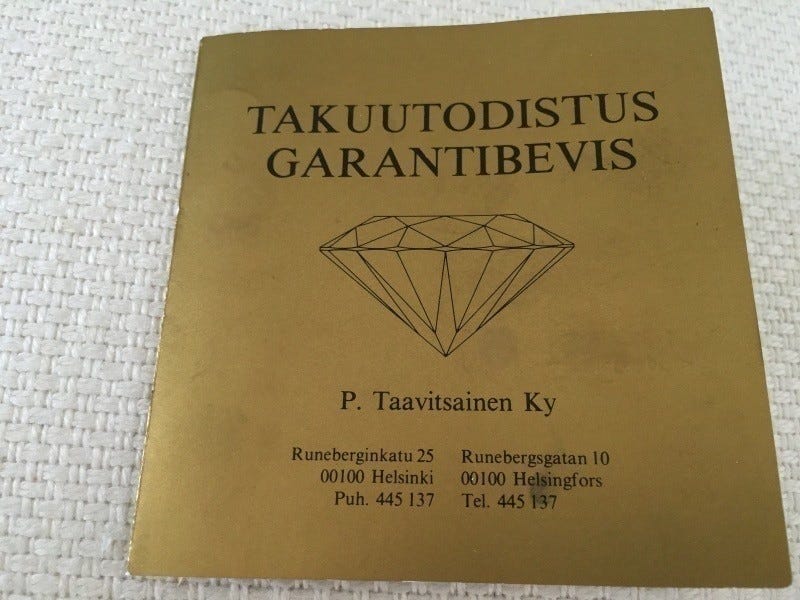 TAKUUTODISTUS
GARANTIBEVIS
P. Taavitsainen Ky
Runeberginkatu 25
00100 Helsinki
Puh. 445 137
Runebergsgatan 10
00100 Helsingfors
Tel. 445 137